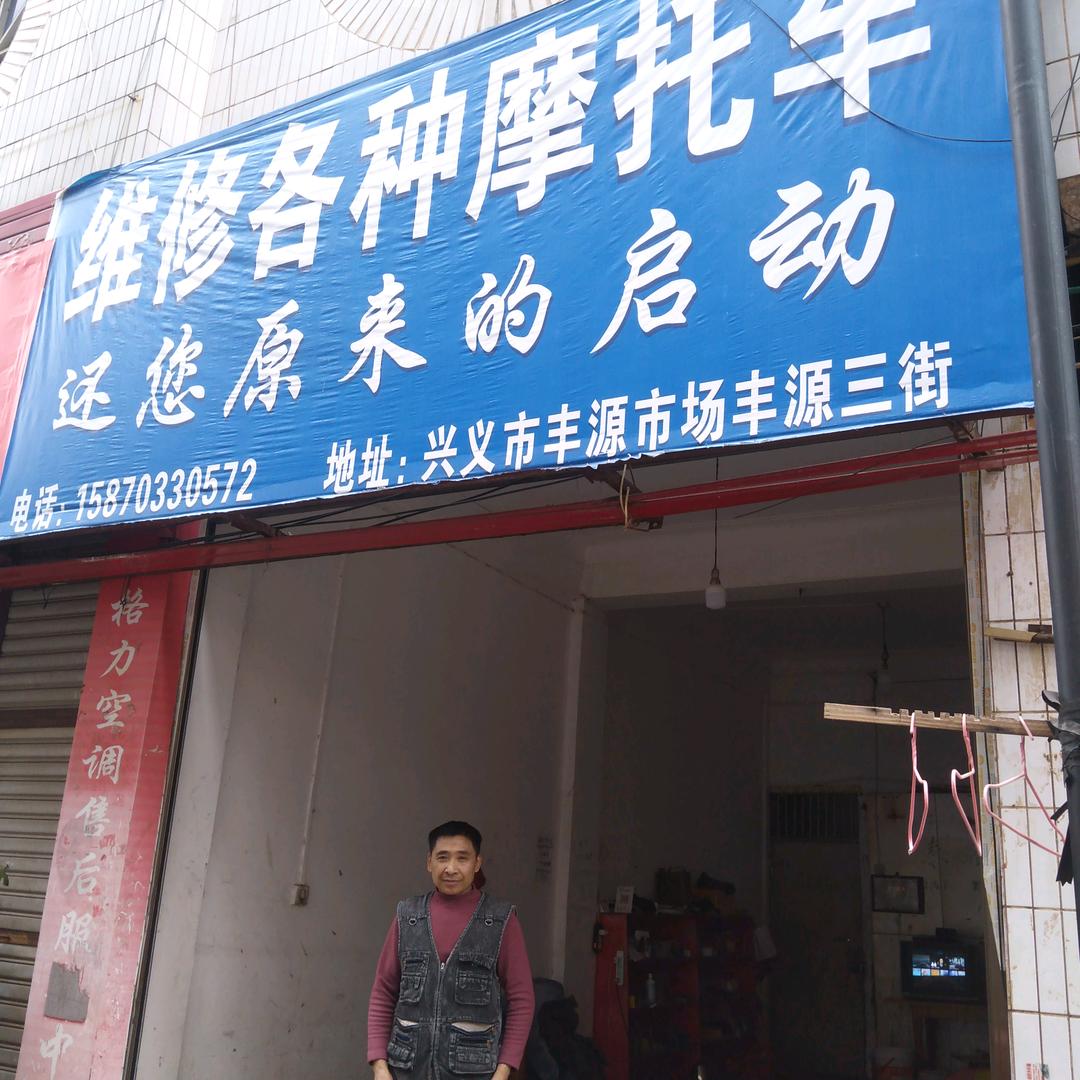 维修各种摩托车
还您原来的启动
电话:15870330572 地址:兴义市丰源市场丰源三街
格力空调售后服 中